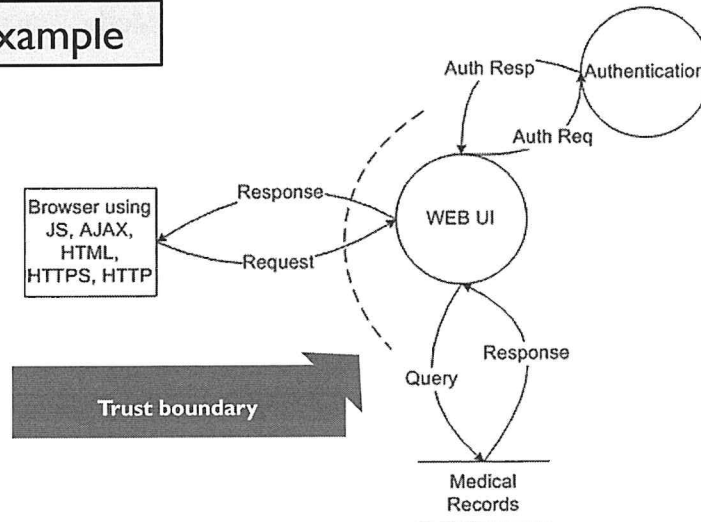 xample
Auth Resp
Authentication
Auth Req
Response
Browser using
JS, AJAX,
HTML,
HTTPS, HTTP
WEB UI
Request
Response
Query
Trust boundary
Medical
Records